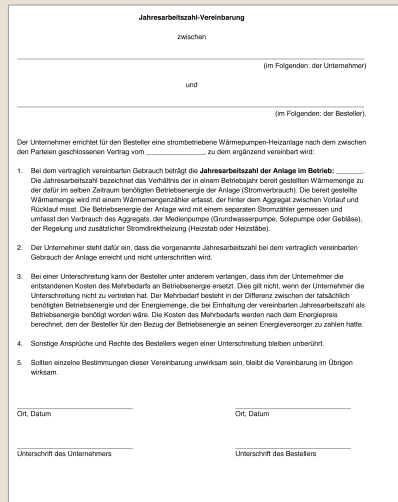 Jahresarbeitszahl-Vereinbarung
zwischen
(im Folgenden: der Unternehmer)
und
(im Folgenden: der Besteller).
Der Unternehmer errichtet für den Besteller eine strombetriebene Wärmepumpen-Heizanlage nach dem zwischen
den Parteien geschlossenen Vertrag vom _______________, zu dem ergänzend vereinbart wird:
1. Bei dem vertraglich vereinbarten Gebrauch beträgt die Jahresarbeitszahl der Anlage im Betrieb: _______.
Die Jahresarbeitszahl bezeichnet das Verhältnis der in einem Betriebsjahr bereit gestellten Wärmemenge zu
der dafür im selben Zeitraum benötigten Betriebsenergie der Anlage (Stromverbrauch). Die bereit gestellte
Wärmemenge wird mit einem Wärmemengenzähler erfasst, der hinter dem Aggregat zwischen Vorlauf und
Rücklauf misst. Die Betriebsenergie der Anlage wird mit einem separaten Stromzähler gemessen und
umfasst den Verbrauch des Aggregats, der Medienpumpe (Grundwasserpumpe, Solepumpe oder Gebläse),
der Regelung und zusätzlicher Stromdirektheizung (Heizstab oder Heizstäbe).
2. Der Unternehmer steht dafür ein, dass die vorgenannte Jahresarbeitszahl bei dem vertraglich vereinbarten
Gebrauch der Anlage erreicht und nicht unterschritten wird.
3. Bei einer Unterschreitung kann der Besteller unter anderem verlangen, dass ihm der Unternehmer die
entstandenen Kosten des Mehrbedarfs an Betriebsenergie ersetzt. Dies gilt nicht, wenn der Unternehmer die
Unterschreitung nicht zu vertreten hat. Der Mehrbedarf besteht in der Differenz zwischen der tatsächlich
benötigten Betriebsenergie und der Energiemenge, die bei Einhaltung der vereinbarten Jahresarbeitszahl als
Betriebsenergie benötigt worden wäre. Die Kosten des Mehrbedarfs werden nach dem Energiepreis
berechnet, den der Besteller für den Bezug der Betriebsenergie an seinen Energieversorger zu zahlen hatte.
4. Sonstige Ansprüche und Rechte des Bestellers wegen einer Unterschreitung bleiben unberührt.
5. Sollten einzelne Bestimmungen dieser Vereinbarung unwirksam sein, bleibt die Vereinbarung im Übrigen
wirksam.
Ort, Datum Ort, Datum
Unterschrift des Unternehmers Unterschrift des Bestellers